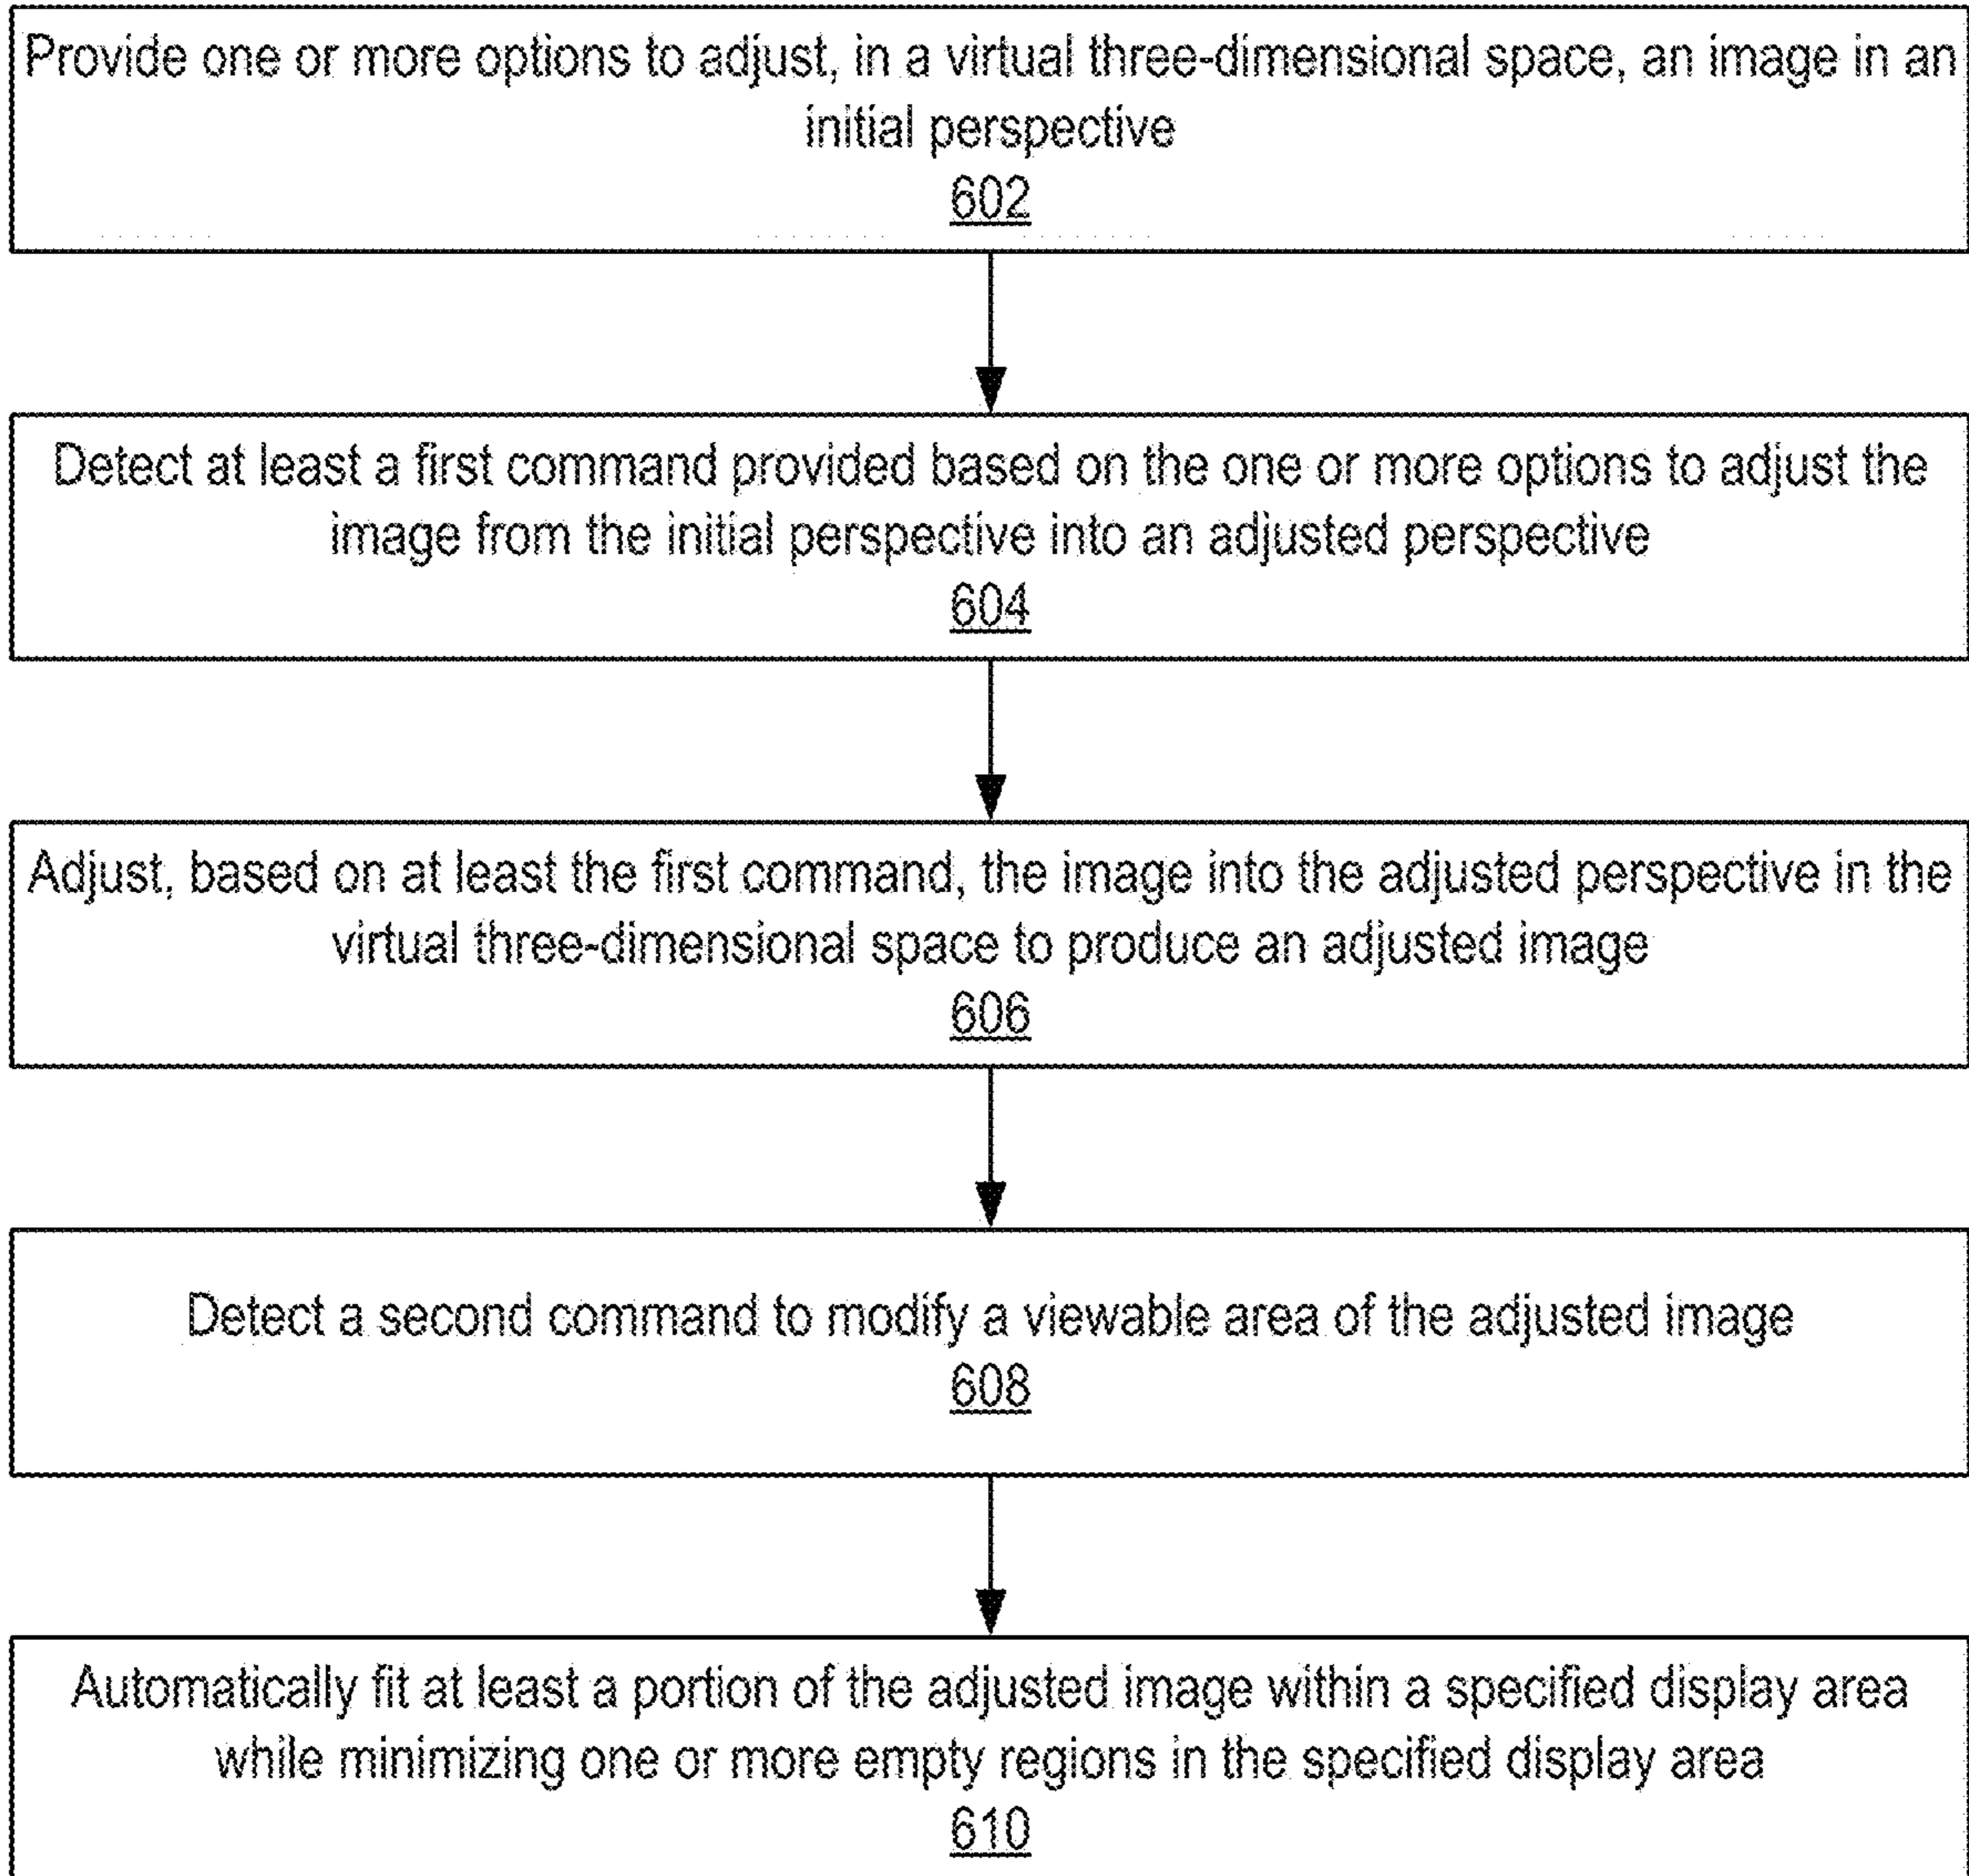 Provide one or more options to adjust, in a virtual three-dimensional space, an image in an
initial perspective
602
Detect at least a first command provided based on the one or more options to adjust the
image from the initial perspective into an adjusted perspective
604
Adjust, based on at least the first command, the image into the adjusted perspective in the
virtual three-dimensional space to produce an adjusted image
606
Detect a second command to modify a viewable area of the adjusted image
608
Automatically fit at least a portion of the adjusted image within a specified display area
while minimizing one or more empty regions in the specified display area
610